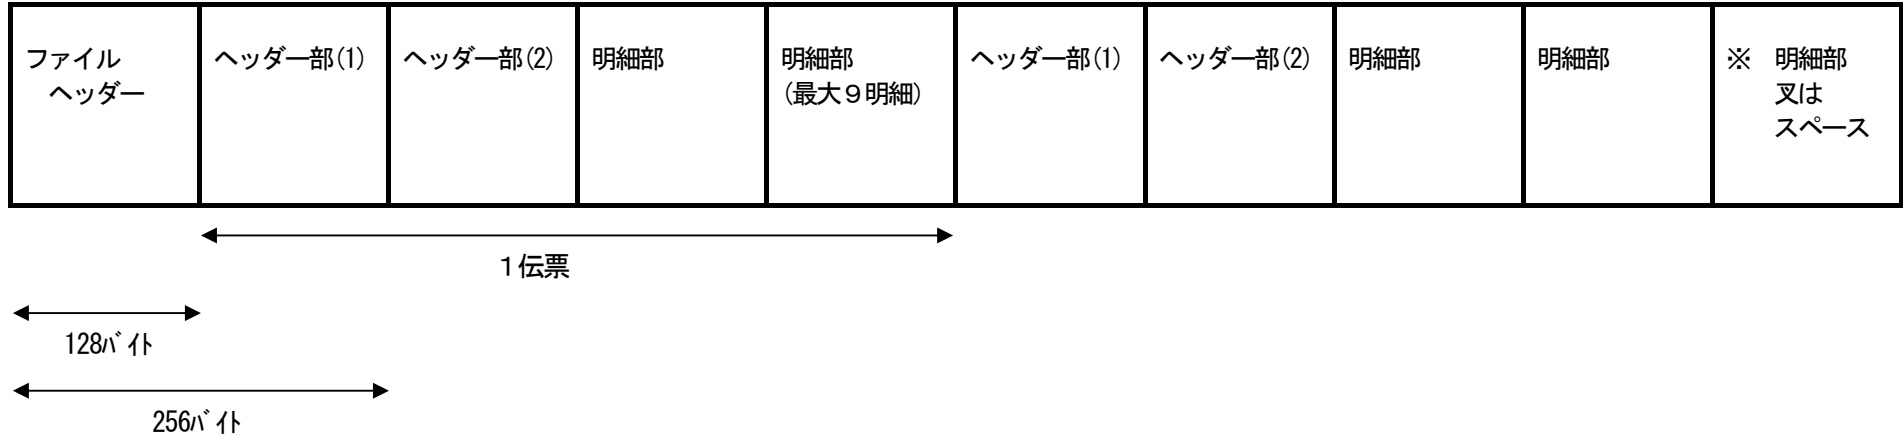 ファイル
ヘッダー
ヘッダー部(1)
ヘッダー部(2)
明細部
明細部
(最大９明細)
ヘッダー部(1)
ヘッダー部(2)
明細部
明細部
※　明細部
又は
スペース
１伝票
128ﾊﾞｲﾄ
256ﾊﾞｲﾄ